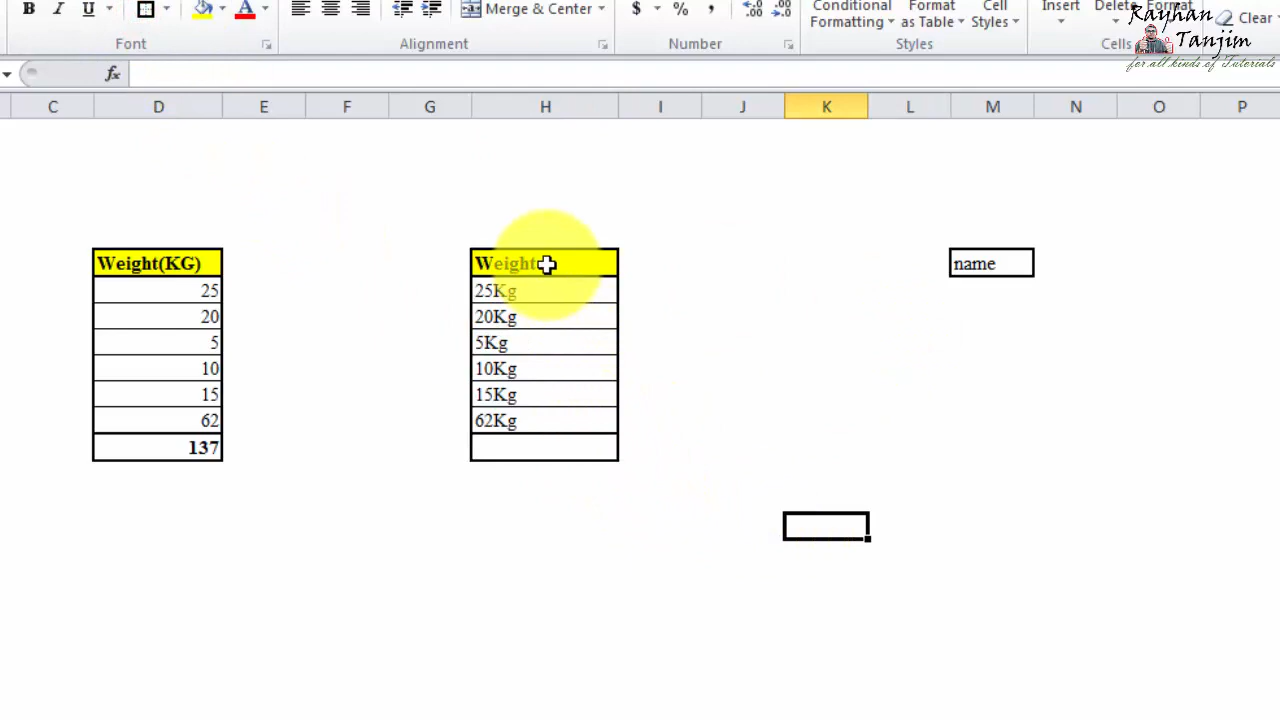 B I U A Merge & Center $ % , .00 Conditional Format Cell Insert Delete Format Clear
Formatting as Table Styles
Font Alignment Number Styles Cells
Rayhan
Tanjim
for all kinds of Tutorials
fx
C D E F G H I J K L M N O P
Weight(KG) Weight name
25 25Kg
20 20Kg
5 5Kg
10 10Kg
15 15Kg
62 62Kg
137